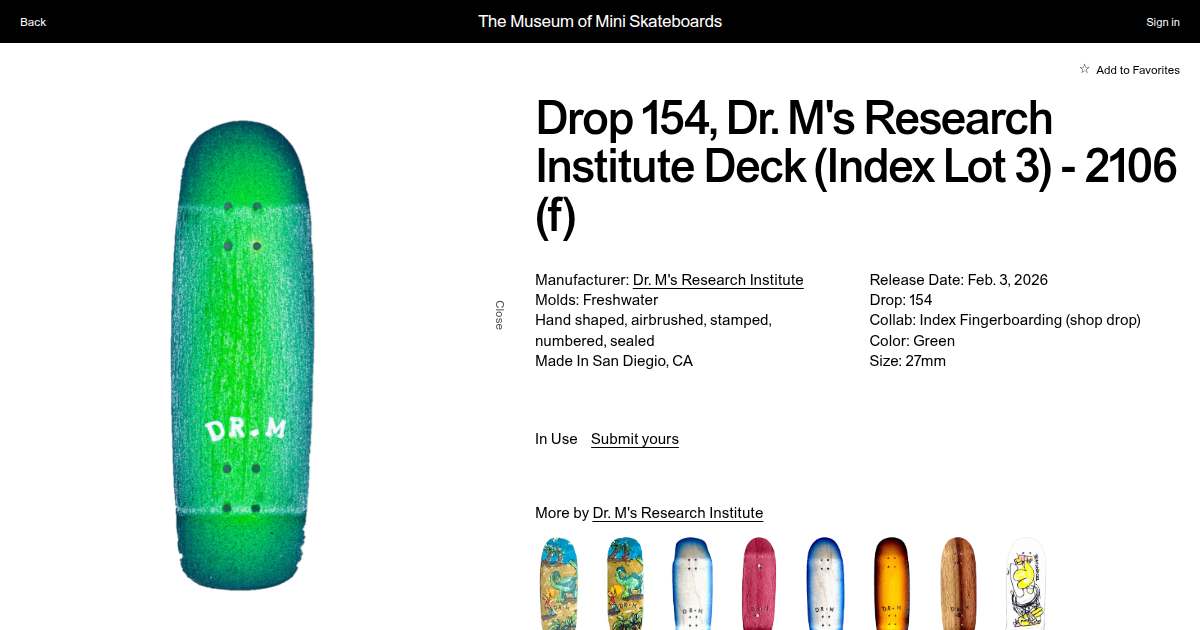 Back
The Museum of Mini Skateboards
Sign in
☆ Add to Favorites
Drop 154, Dr. M's Research
Institute Deck (Index Lot 3) - 2106
(f)
Manufacturer: Dr. M's Research Institute
Molds: Freshwater
Hand shaped, airbrushed, stamped,
numbered, sealed
Made In San Diegio, CA
Release Date: Feb. 3, 2026
Drop: 154
Collab: Index Fingerboarding (shop drop)
Color: Green
Size: 27mm
Close
DR.M
In Use Submit yours
More by Dr. M's Research Institute
DR.M
DR.M